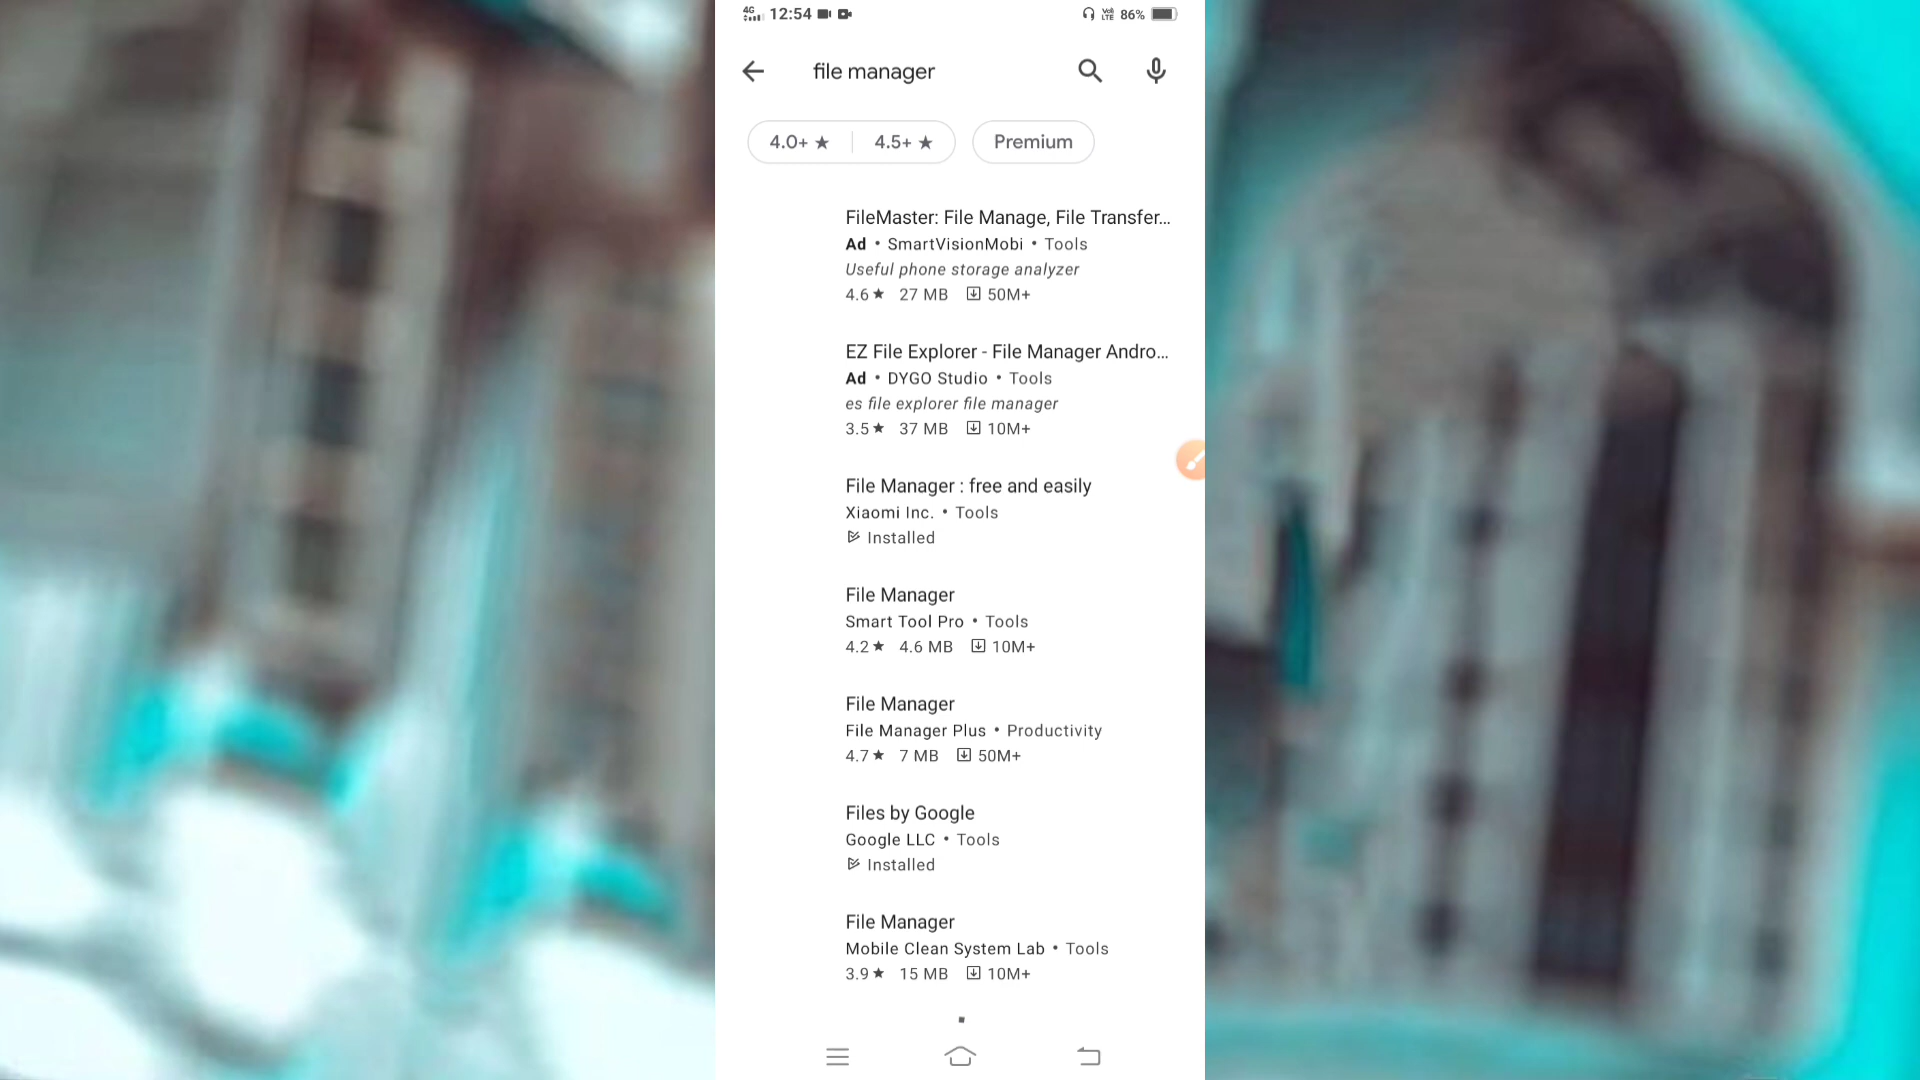 4G 12:54 VoI LTE 86%
file manager
4.0+ ★ 4.5+ ★ Premium
FileMaster: File Manage, File Transfer...
Ad • SmartVisionMobi • Tools
Useful phone storage analyzer
4.6 ★ 27 MB 50M+
EZ File Explorer - File Manager Andro...
Ad • DYGO Studio • Tools
es file explorer file manager
3.5 ★ 37 MB 10M+
File Manager : free and easily
Xiaomi Inc. • Tools
Installed
File Manager
Smart Tool Pro • Tools
4.2 ★ 4.6 MB 10M+
File Manager
File Manager Plus • Productivity
4.7 ★ 7 MB 50M+
Files by Google
Google LLC • Tools
Installed
File Manager
Mobile Clean System Lab • Tools
3.9 ★ 15 MB 10M+